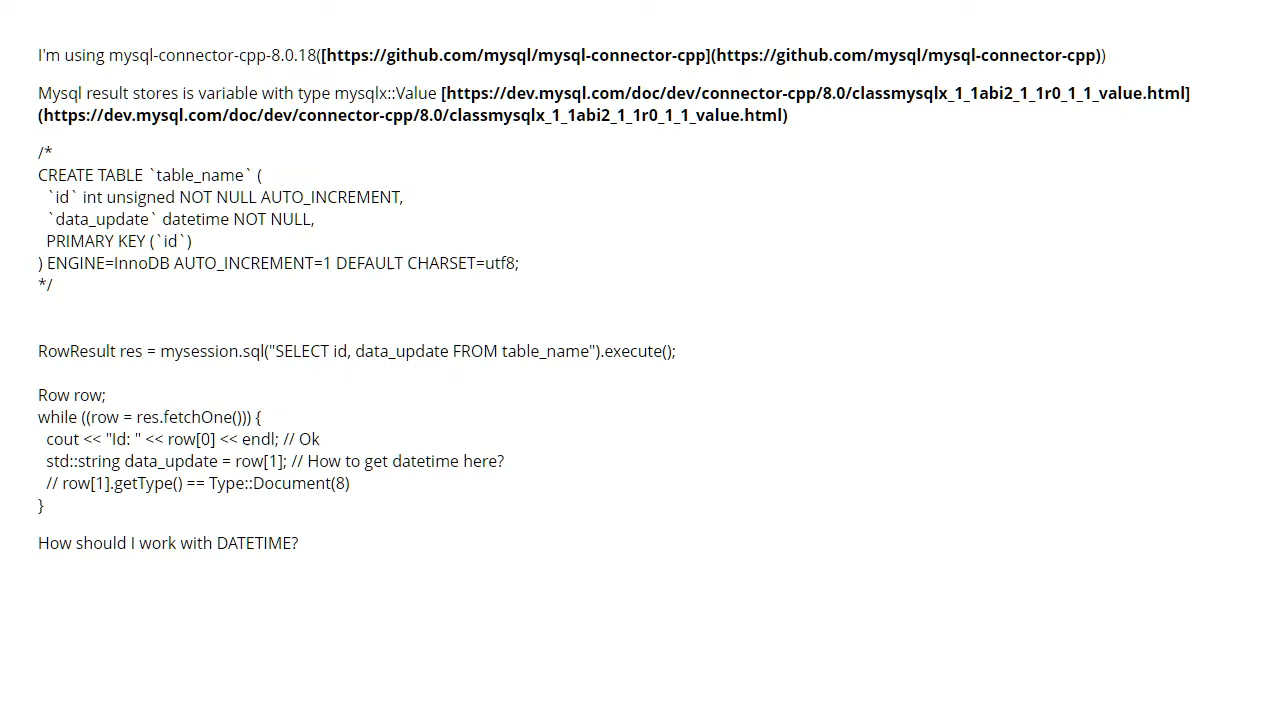 I'm using mysql-connector-cpp-8.0.18([https://github.com/mysql/mysql-connector-cpp](https://github.com/mysql/mysql-connector-cpp))
Mysql result stores is variable with type mysqlx::Value [https://dev.mysql.com/doc/dev/connector-cpp/8.0/classmysqlx_1_1abi2_1_1r0_1_1_value.html]
(https://dev.mysql.com/doc/dev/connector-cpp/8.0/classmysqlx_1_1abi2_1_1r0_1_1_value.html)
/*
CREATE TABLE `table_name` (
  `id` int unsigned NOT NULL AUTO_INCREMENT,
  `data_update` datetime NOT NULL,
  PRIMARY KEY (`id`)
) ENGINE=InnoDB AUTO_INCREMENT=1 DEFAULT CHARSET=utf8;
*/
RowResult res = mysession.sql("SELECT id, data_update FROM table_name").execute();
Row row;
while ((row = res.fetchOne())) {
  cout << "Id: " << row[0] << endl; // Ok
  std::string data_update = row[1]; // How to get datetime here?
  // row[1].getType() == Type::Document(8)
}
How should I work with DATETIME?